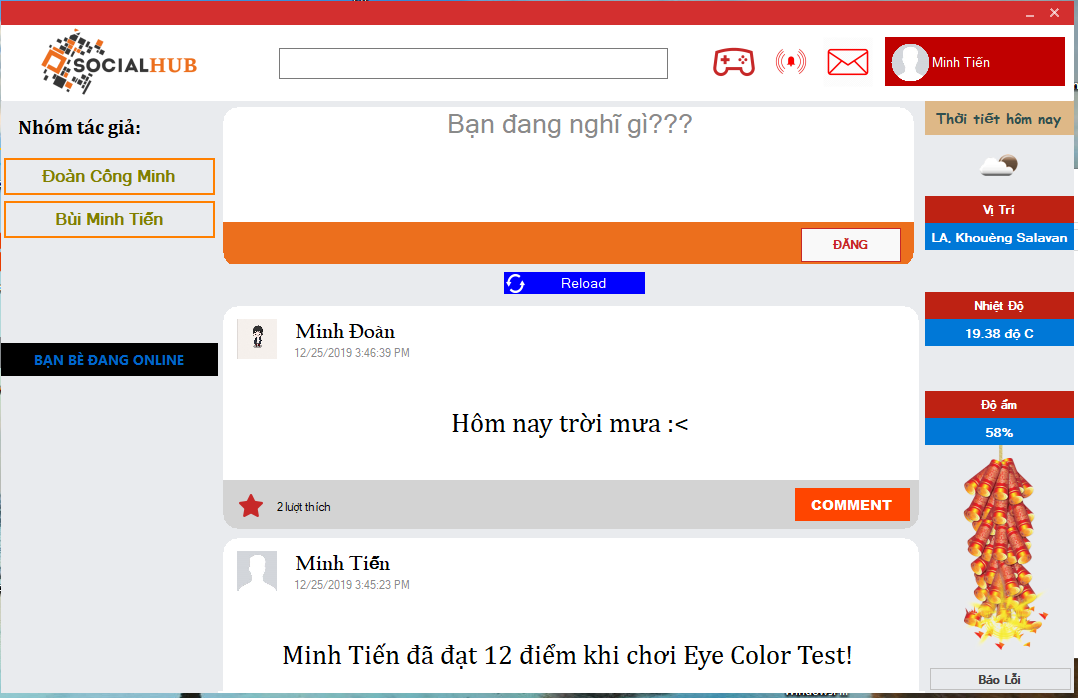 SOCIALHUB
Minh Tiến
Nhóm tác giả:
Đoàn Công Minh
Bùi Minh Tiến
BẠN BÈ ĐANG ONLINE
Bạn đang nghĩ gì???
ĐĂNG
Reload
Minh Đoàn
12/25/2019 3:46:39 PM
Hôm nay trời mưa :<
2 lượt thích
COMMENT
Minh Tiến
12/25/2019 3:45:23 PM
Minh Tiến đã đạt 12 điểm khi chơi Eye Color Test!
Thời tiết hôm nay
Vị Trí
LA, Khouèng Salavan
Nhiệt Độ
19.38 độ C
Độ ẩm
58%
Báo Lỗi